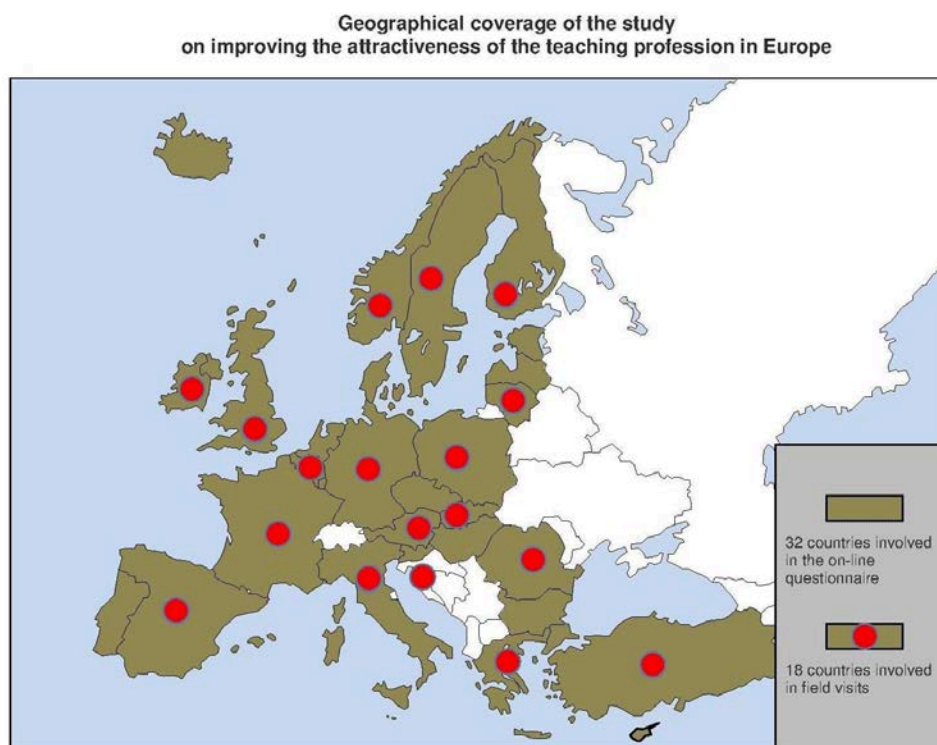 Geographical coverage of the study
on improving the attractiveness of the teaching profession in Europe
32 countries involved
in the on-line
questionnaire
18 countries involved
in field visits